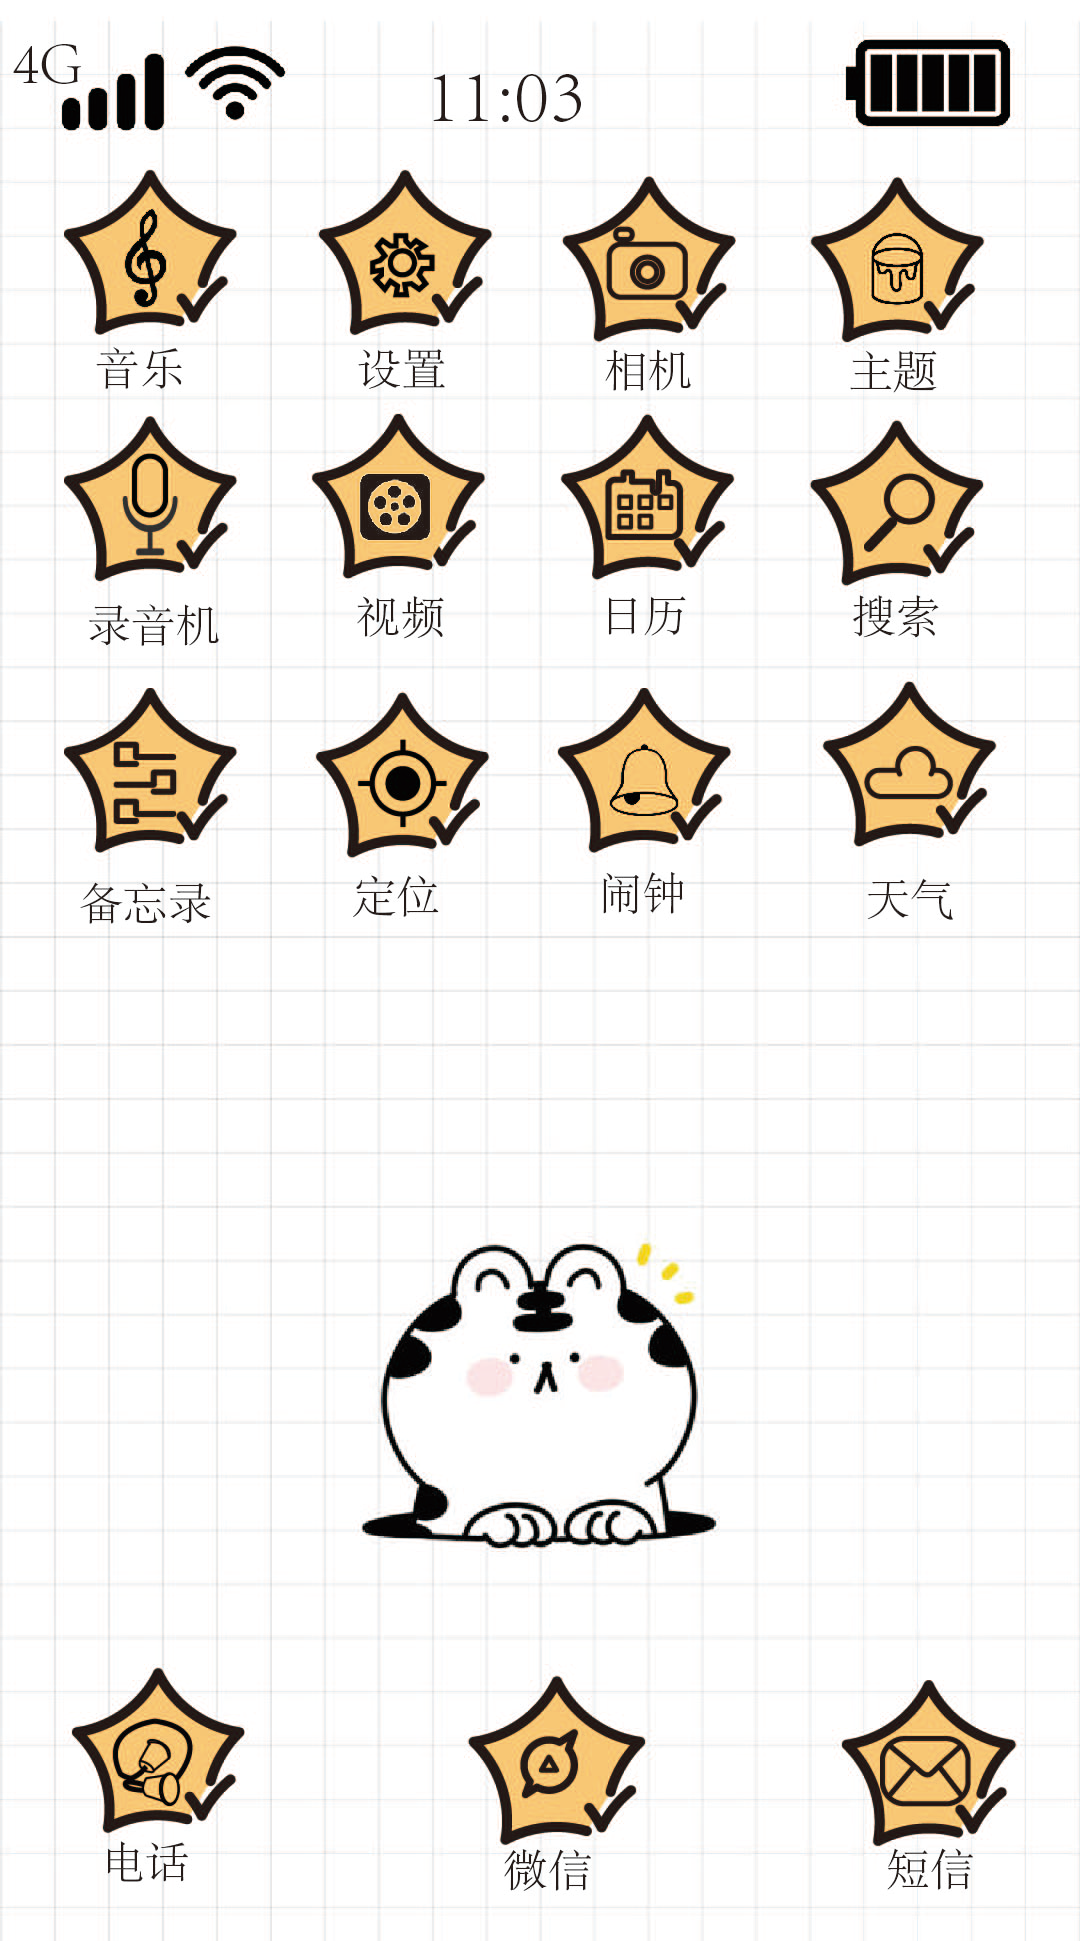 4G
11:03
音乐 设置 相机 主题
录音机 视频 日历 搜索
备忘录 定位 闹钟 天气
电话 微信 短信